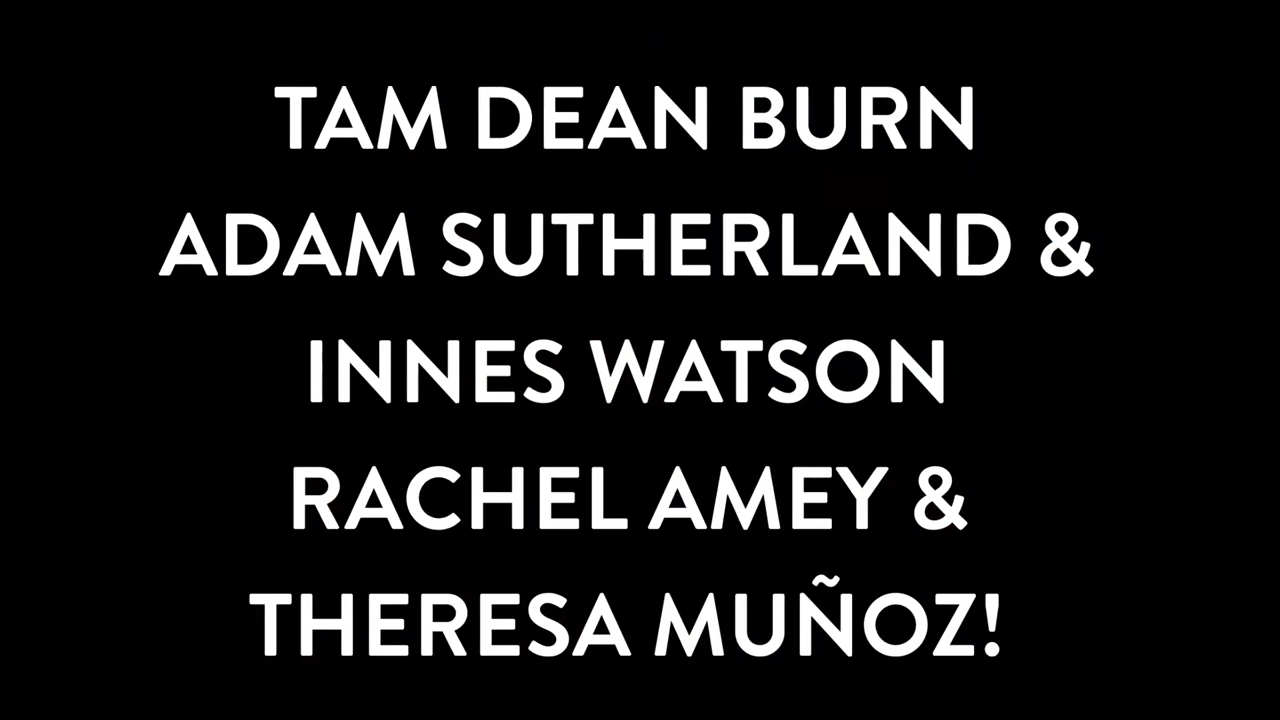 TAM DEAN BURN
ADAM SUTHERLAND &
INNES WATSON
RACHEL AMEY &
THERESA MUÑOZ!